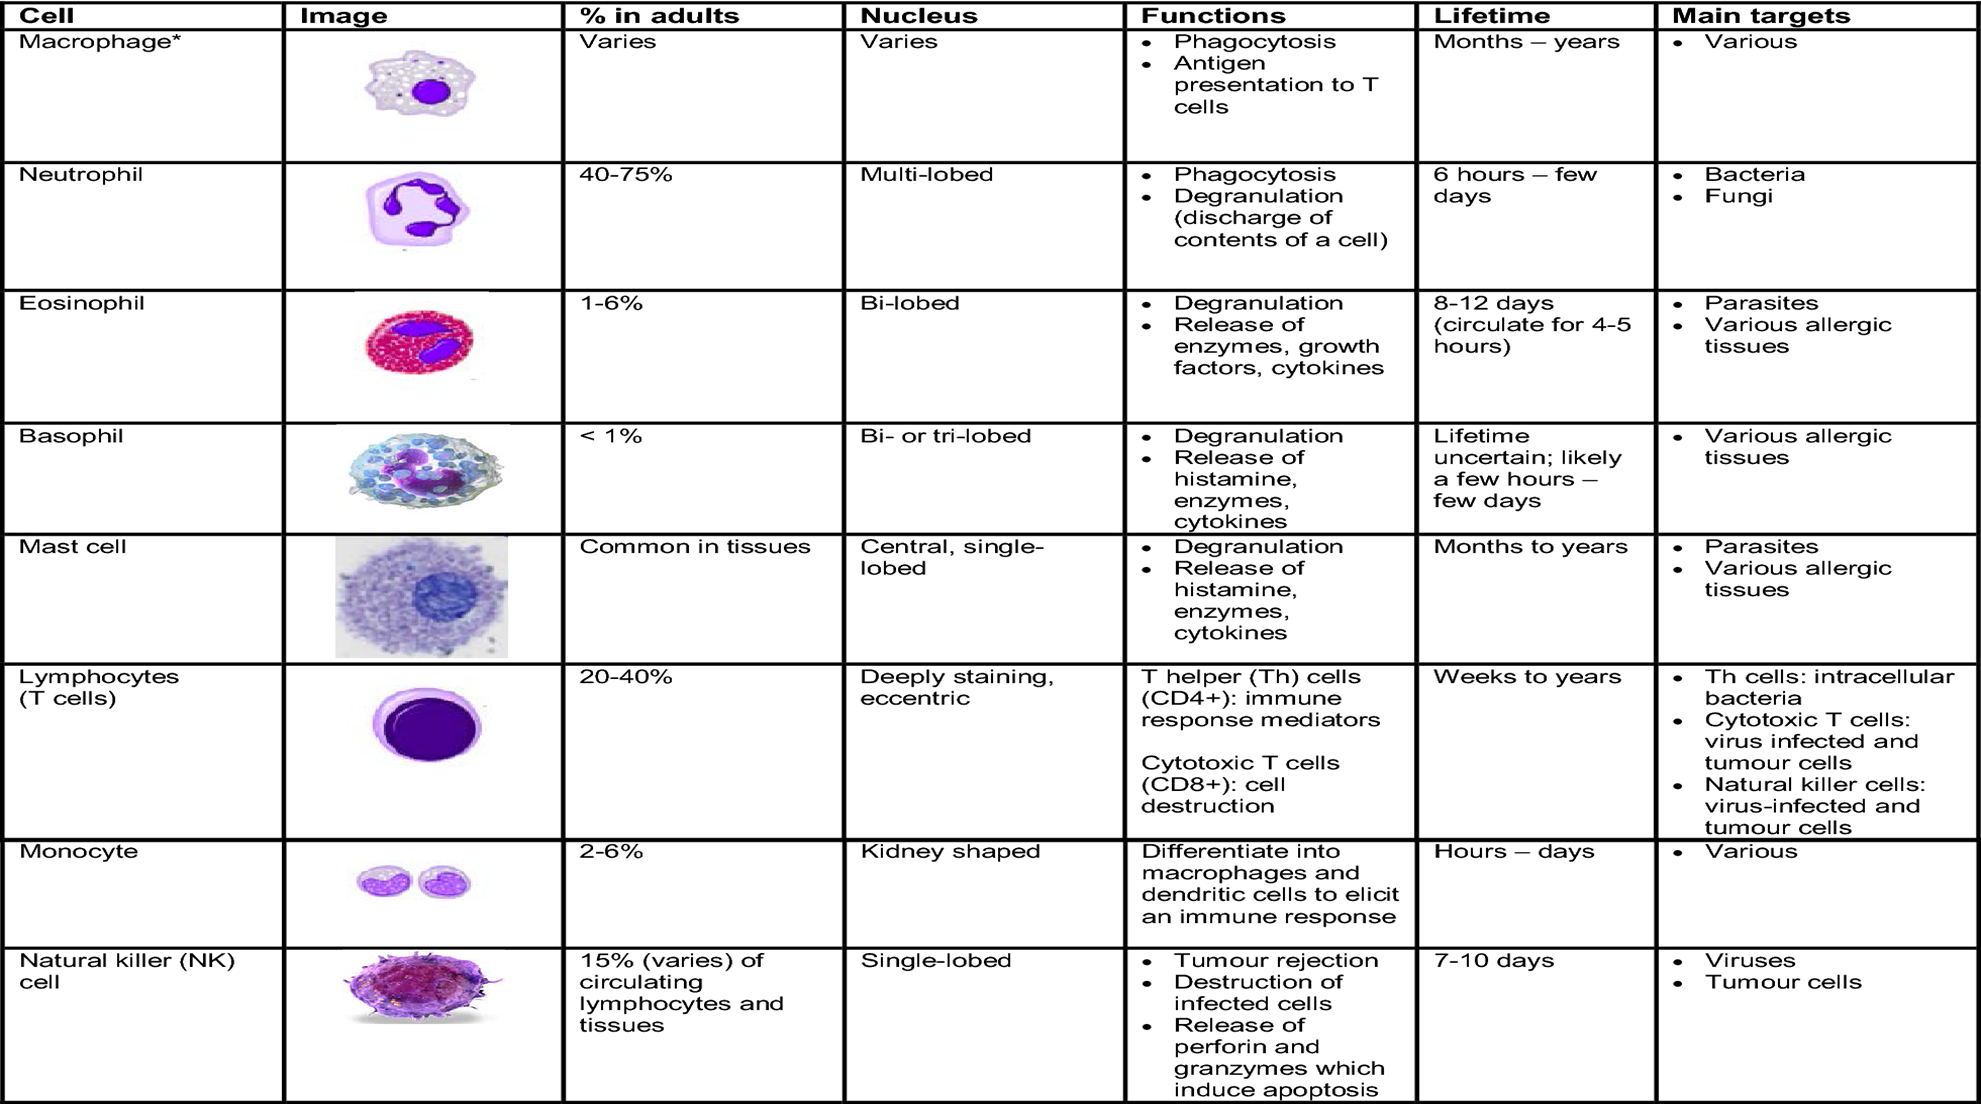 Cell Image % in adults Nucleus Functions Lifetime Main targets
Macrophage*
Varies
Varies
• Phagocytosis
• Antigen
presentation to T
cells
Months – years
• Various
Neutrophil
40-75%
Multi-lobed
• Phagocytosis
• Degranulation
(discharge of
contents of a cell)
6 hours – few
days
• Bacteria
• Fungi
Eosinophil
1-6%
Bi-lobed
• Degranulation
• Release of
enzymes, growth
factors, cytokines
8-12 days
(circulate for 4-5
hours)
• Parasites
• Various allergic
tissues
Basophil
< 1%
Bi- or tri-lobed
• Degranulation
• Release of
histamine,
enzymes,
cytokines
Lifetime
uncertain; likely
a few hours –
few days
• Various allergic
tissues
Mast cell
Common in tissues
Central, single-
lobed
• Degranulation
• Release of
histamine,
enzymes,
cytokines
Months to years
• Parasites
• Various allergic
tissues
Lymphocytes
(T cells)
20-40%
Deeply staining,
eccentric
T helper (Th) cells
(CD4+): immune
response mediators
Cytotoxic T cells
(CD8+): cell
destruction
Weeks to years
• Th cells: intracellular
bacteria
• Cytotoxic T cells:
virus infected and
tumour cells
• Natural killer cells:
virus-infected and
tumour cells
Monocyte
2-6%
Kidney shaped
Differentiate into
macrophages and
dendritic cells to elicit
an immune response
Hours – days
• Various
Natural killer (NK)
cell
15% (varies) of
circulating
lymphocytes and
tissues
Single-lobed
• Tumour rejection
• Destruction of
infected cells
• Release of
perforin and
granzymes which
induce apoptosis
7-10 days
• Viruses
• Tumour cells